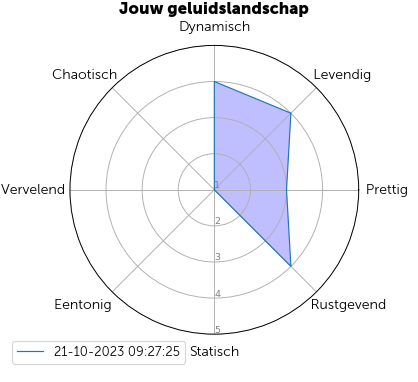 Jouw geluidslandschap
Dynamisch
Chaotisch
Levendig
Vervelend
1
Prettig
2
3
4
Eentonig
Rustgevend
5
21-10-2023 09:27:25
Statisch